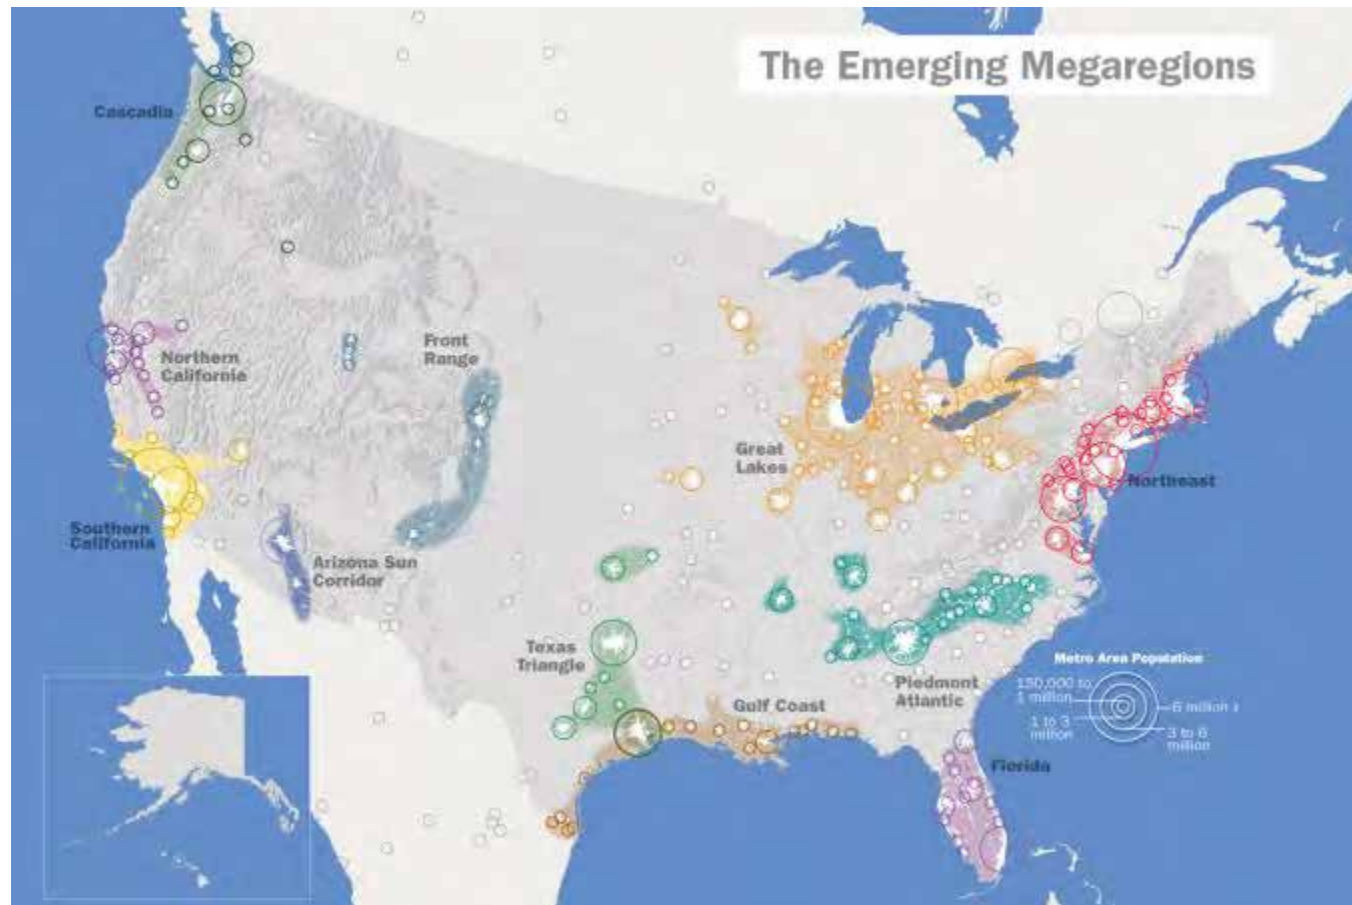 The Emerging Megaregions
Cascadia
Northern
California
Front
Range
Great
Lakes
Northeast
Southern
California
Arizona Sun
Corridor
Texas
Triangle
Gulf Coast
Piedmont
Atlantic
Florida
Metro Area Population
150,000 to
1 million
1 to 3
million
6 million
3 to 6
million